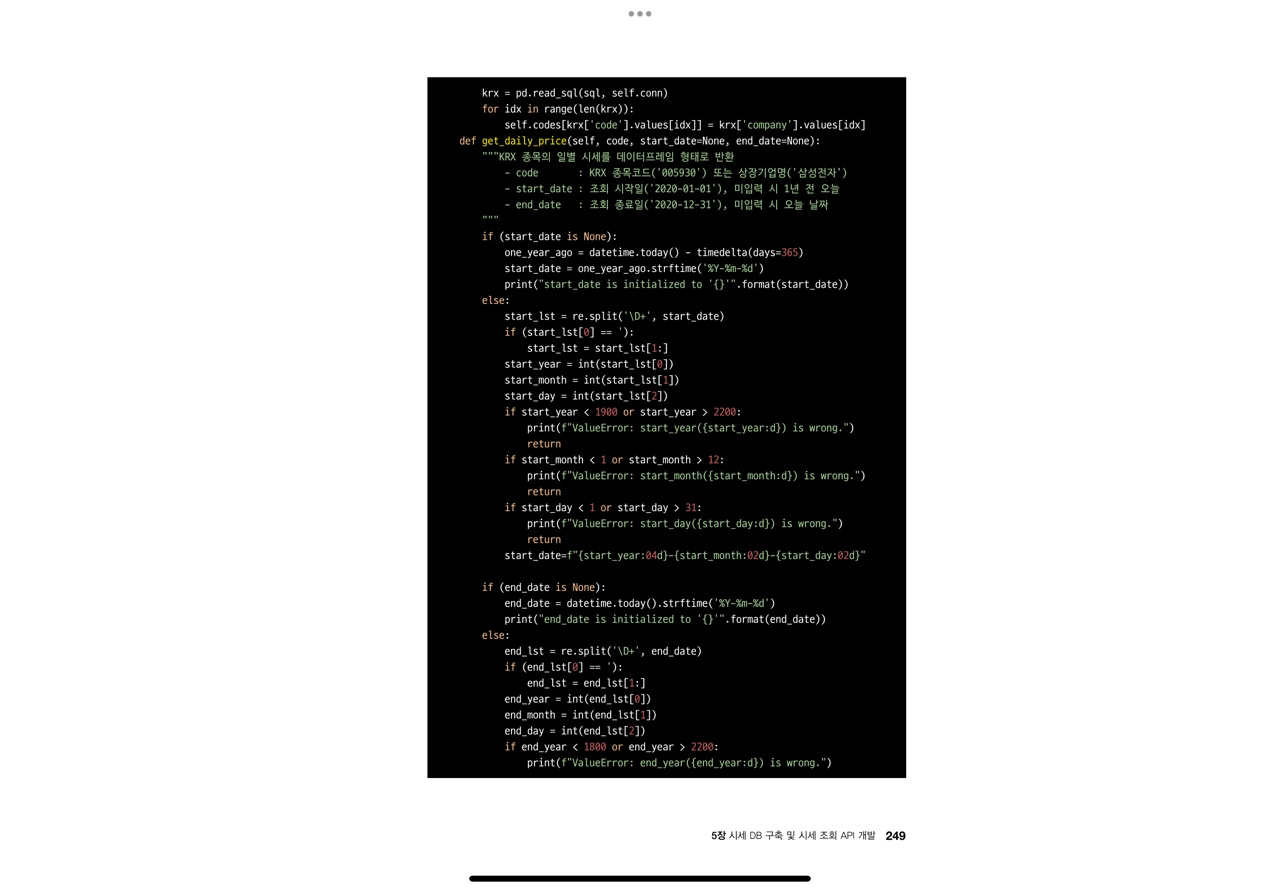 krx = pd.read_sql(sql, self.conn)
for idx in range(len(krx)):
self.codes[krx['code'].values[idx]] = krx['company'].values[idx]
def get_daily_price(self, code, start_date=None, end_date=None):
"""KRX 종목의 일별 시세를 데이터프레임 형태로 반환
- code : KRX 종목코드('005930') 또는 상장기업명('삼성전자')
- start_date : 조회 시작일('2020-01-01'), 미입력 시 1년 전 오늘
- end_date : 조회 종료일('2020-12-31'), 미입력 시 오늘 날짜
"""
if (start_date is None):
one_year_ago = datetime.today() - timedelta(days=365)
start_date = one_year_ago.strftime('%Y-%m-%d')
print("start_date is initialized to '{}'".format(start_date))
else:
start_lst = re.split('\D+', start_date)
if (start_lst[0] == '):
start_lst = start_lst[1:]
start_year = int(start_lst[0])
start_month = int(start_lst[1])
start_day = int(start_lst[2])
if start_year < 1900 or start_year > 2200:
print(f"ValueError: start_year({start_year:d}) is wrong.")
return
if start_month < 1 or start_month > 12:
print(f"ValueError: start_month({start_month:d}) is wrong.")
return
if start_day < 1 or start_day > 31:
print(f"ValueError: start_day({start_day:d}) is wrong.")
return
start_date=f"{start_year:04d}-{start_month:02d}-{start_day:02d}"
if (end_date is None):
end_date = datetime.today().strftime('%Y-%m-%d')
print("end_date is initialized to '{}'".format(end_date))
else:
end_lst = re.split('\D+', end_date)
if (end_lst[0] == '):
end_lst = end_lst[1:]
end_year = int(end_lst[0])
end_month = int(end_lst[1])
end_day = int(end_lst[2])
if end_year < 1800 or end_year > 2200:
print(f"ValueError: end_year({end_year:d}) is wrong.")
5장 시세 DB 구축 및 시세 조회 API 개발 249